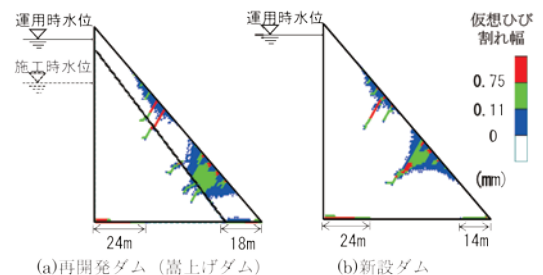 運用時水位
施工時水位
24m
18m
(a)再開発ダム（嵩上げダム）
運用時水位
24m
14m
(b)新設ダム
仮想ひび
割れ幅
0.75
0.11
0
(mm)